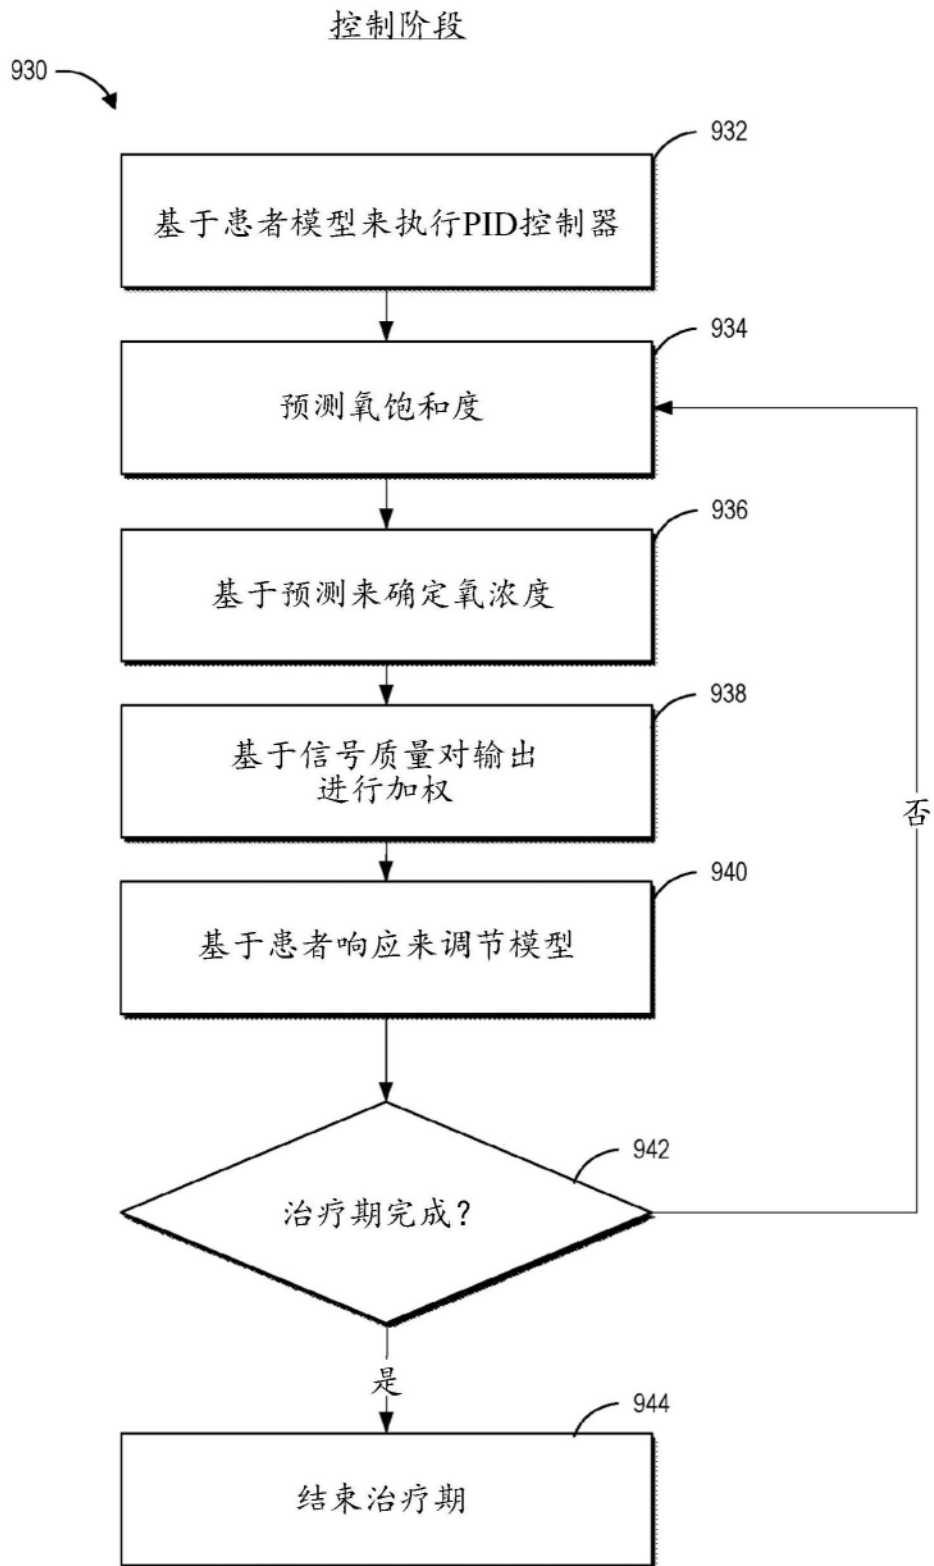 控制阶段
930
932
基于患者模型来执行PID控制器
934
预测氧饱和度
936
基于预测来确定氧浓度
938
基于信号质量对输出
进行加权
否
940
基于患者响应来调节模型
942
治疗期完成?
是
944
结束治疗期